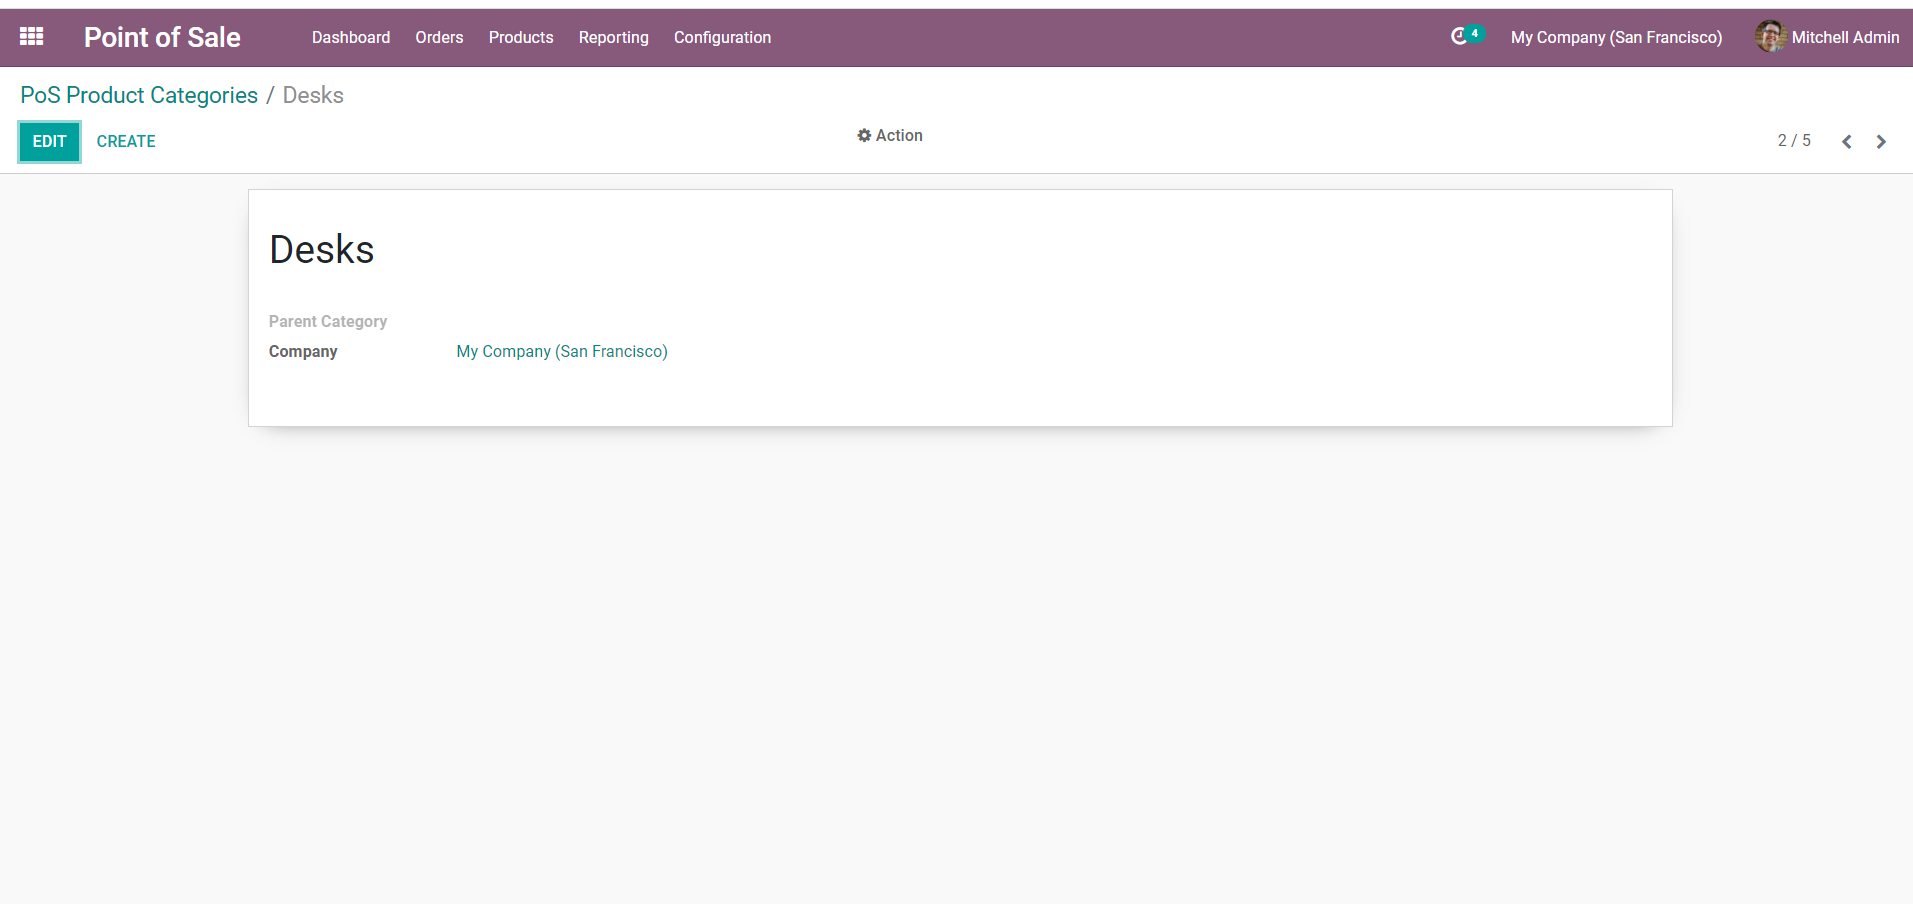 Point of Sale Dashboard Orders Products Reporting Configuration 4 My Company (San Francisco) Mitchell Admin
PoS Product Categories / Desks
EDIT CREATE Action 2 / 5
Desks
Parent Category
Company My Company (San Francisco)